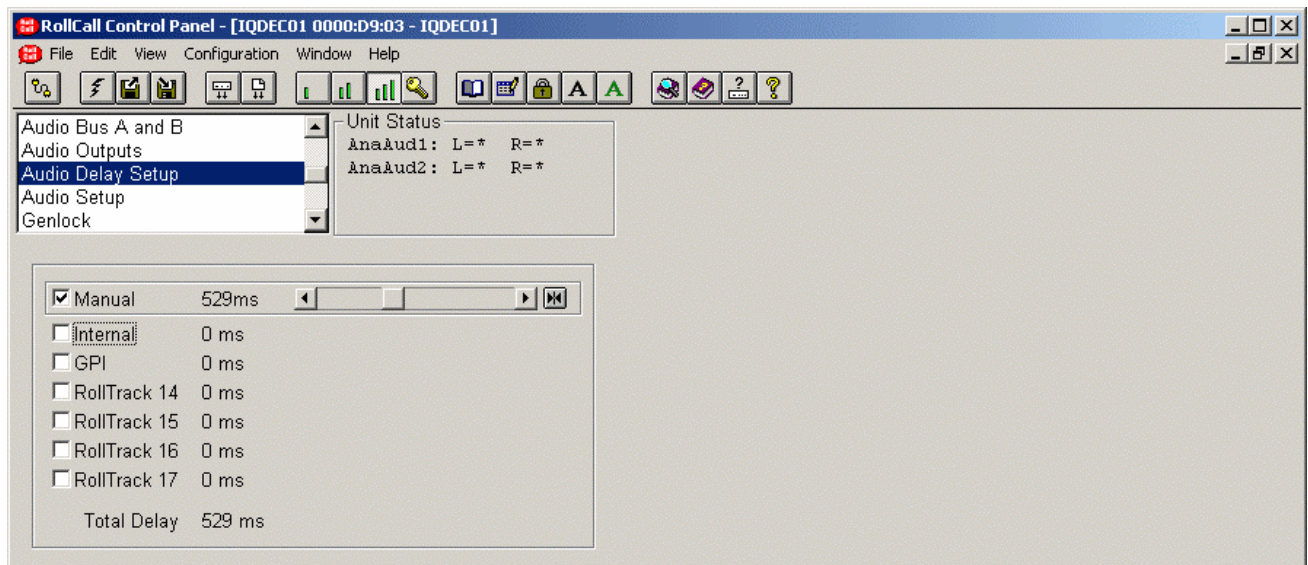 RollCall Control Panel - [IQDEC01 0000:D9:03 - IQDEC01]
File Edit View Configuration Window Help
Audio Bus A and B
Audio Outputs
Audio Delay Setup
Audio Setup
Genlock
Unit Status
AnaAud1: L=* R=*
AnaAud2: L=* R=*
Manual 529ms
Internal 0 ms
GPI 0 ms
RollTrack 14 0 ms
RollTrack 15 0 ms
RollTrack 16 0 ms
RollTrack 17 0 ms
Total Delay 529 ms